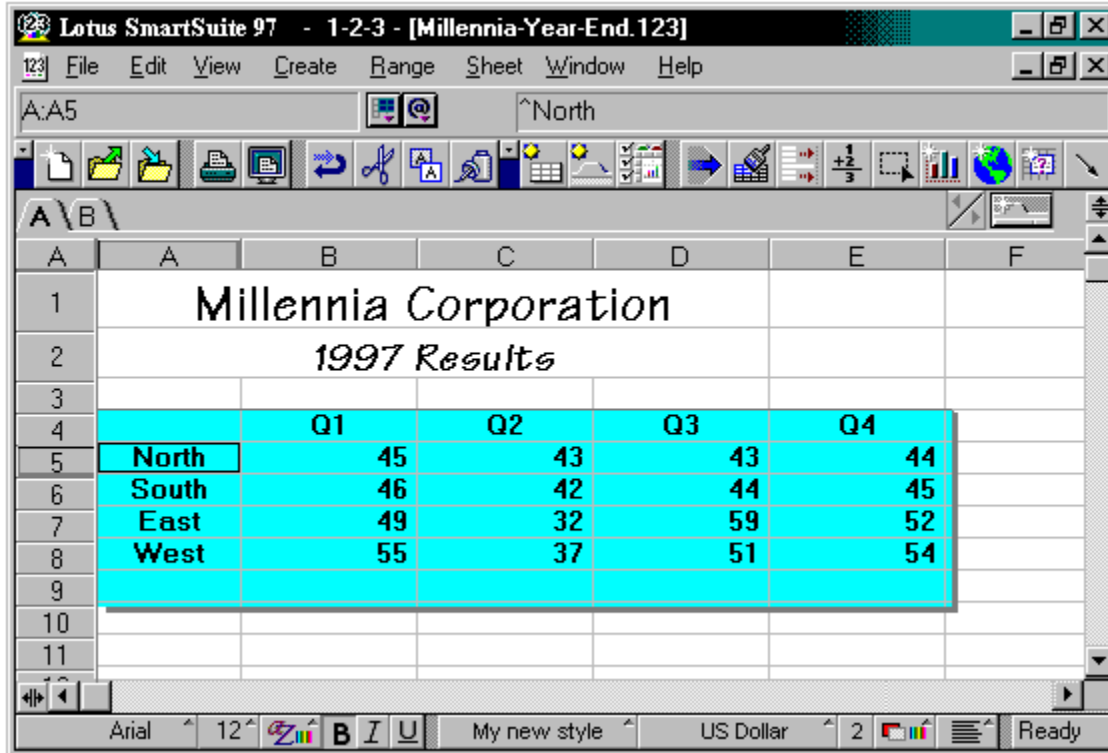 Lotus SmartSuite 97 - 1-2-3 - [Millennia-Year-End.123]
123 File Edit View Create Range Sheet Window Help
A:A5 @ ^North
A B
A A B C D E F
1 Millennia Corporation
2 1997 Results
3
4 Q1 Q2 Q3 Q4
5 North 45 43 43 44
6 South 46 42 44 45
7 East 49 32 59 52
8 West 55 37 51 54
9
10
11
Arial 12 B I U My new style US Dollar 2 Ready